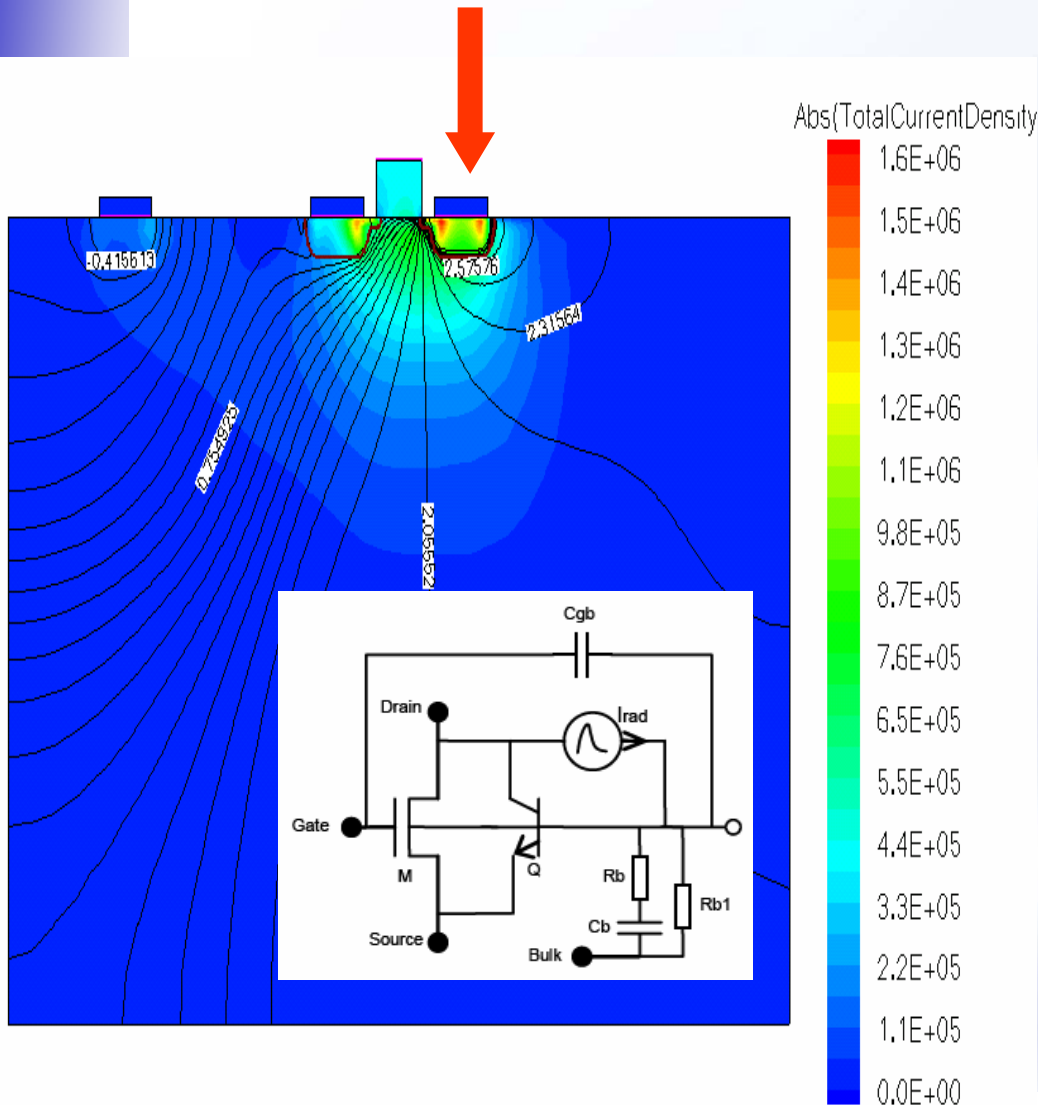 Abs(TotalCurrentDensity
1.6E+06
1.5E+06
1.4E+06
1.3E+06
1.2E+06
1.1E+06
9.8E+05
8.7E+05
7.6E+05
6.5E+05
5.5E+05
4.4E+05
3.3E+05
2.2E+05
1.1E+05
0.0E+00
-0.415613
2.57576
2.31564
0.754925
2.05552
Cgb
Drain
Irad
Gate
M
Q
Rb
Rb1
Cb
Source
Bulk